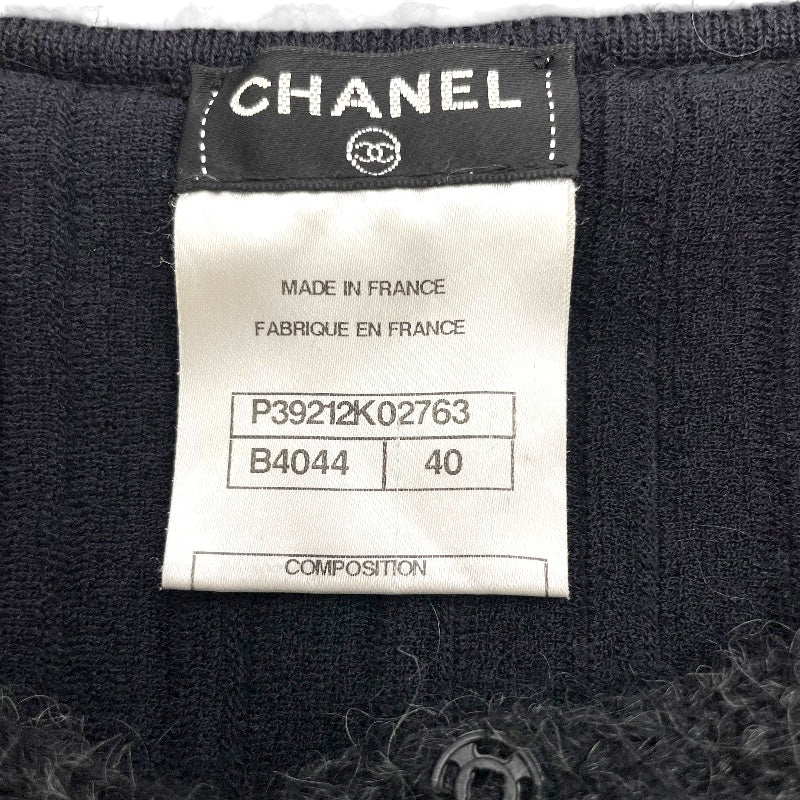 CHANEL
MADE IN FRANCE
FABRIQUE EN FRANCE
P39212K02763
B4044 40
COMPOSITION